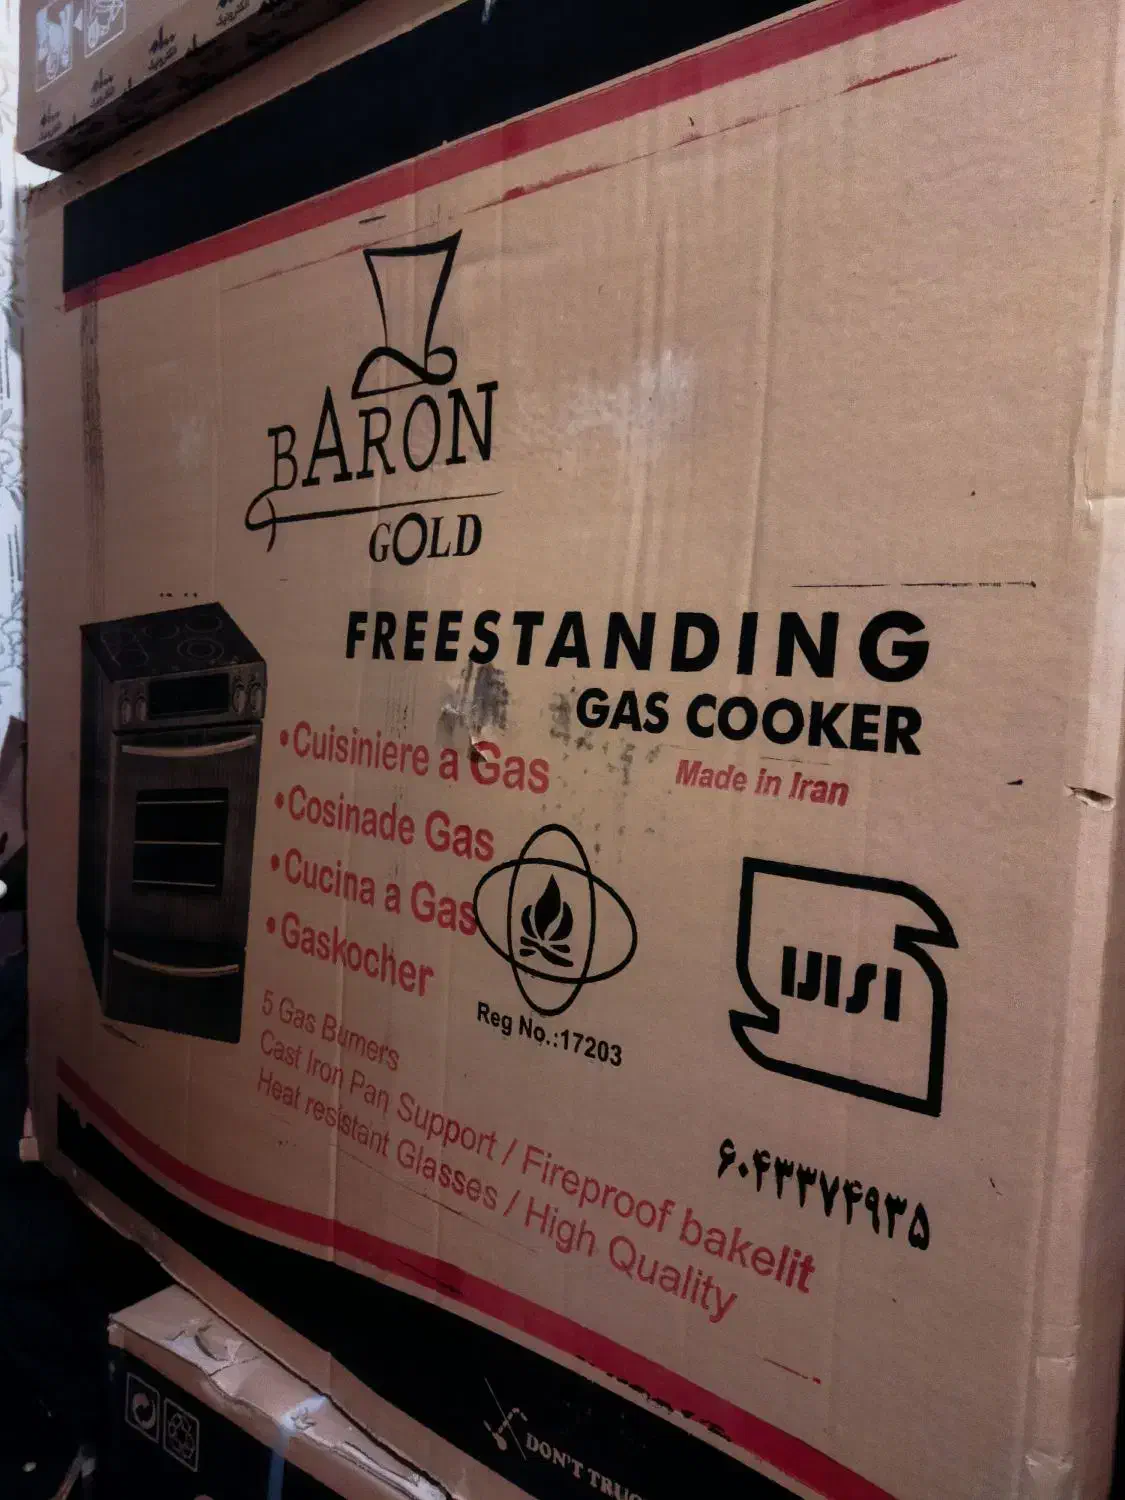 BARON
GOLD
FREESTANDING
GAS COOKER
Made in Iran
•Cuisiniere a Gas
•Cosinade Gas
•Cucina a Gas
•Gaskocher
Reg No.:17203
5 Gas Burners
Cast Iron Pan Support / Fireproof bakelit
Heat resistant Glasses / High Quality
۶۰۴۳۳۷۴۹۳۵
DON'T